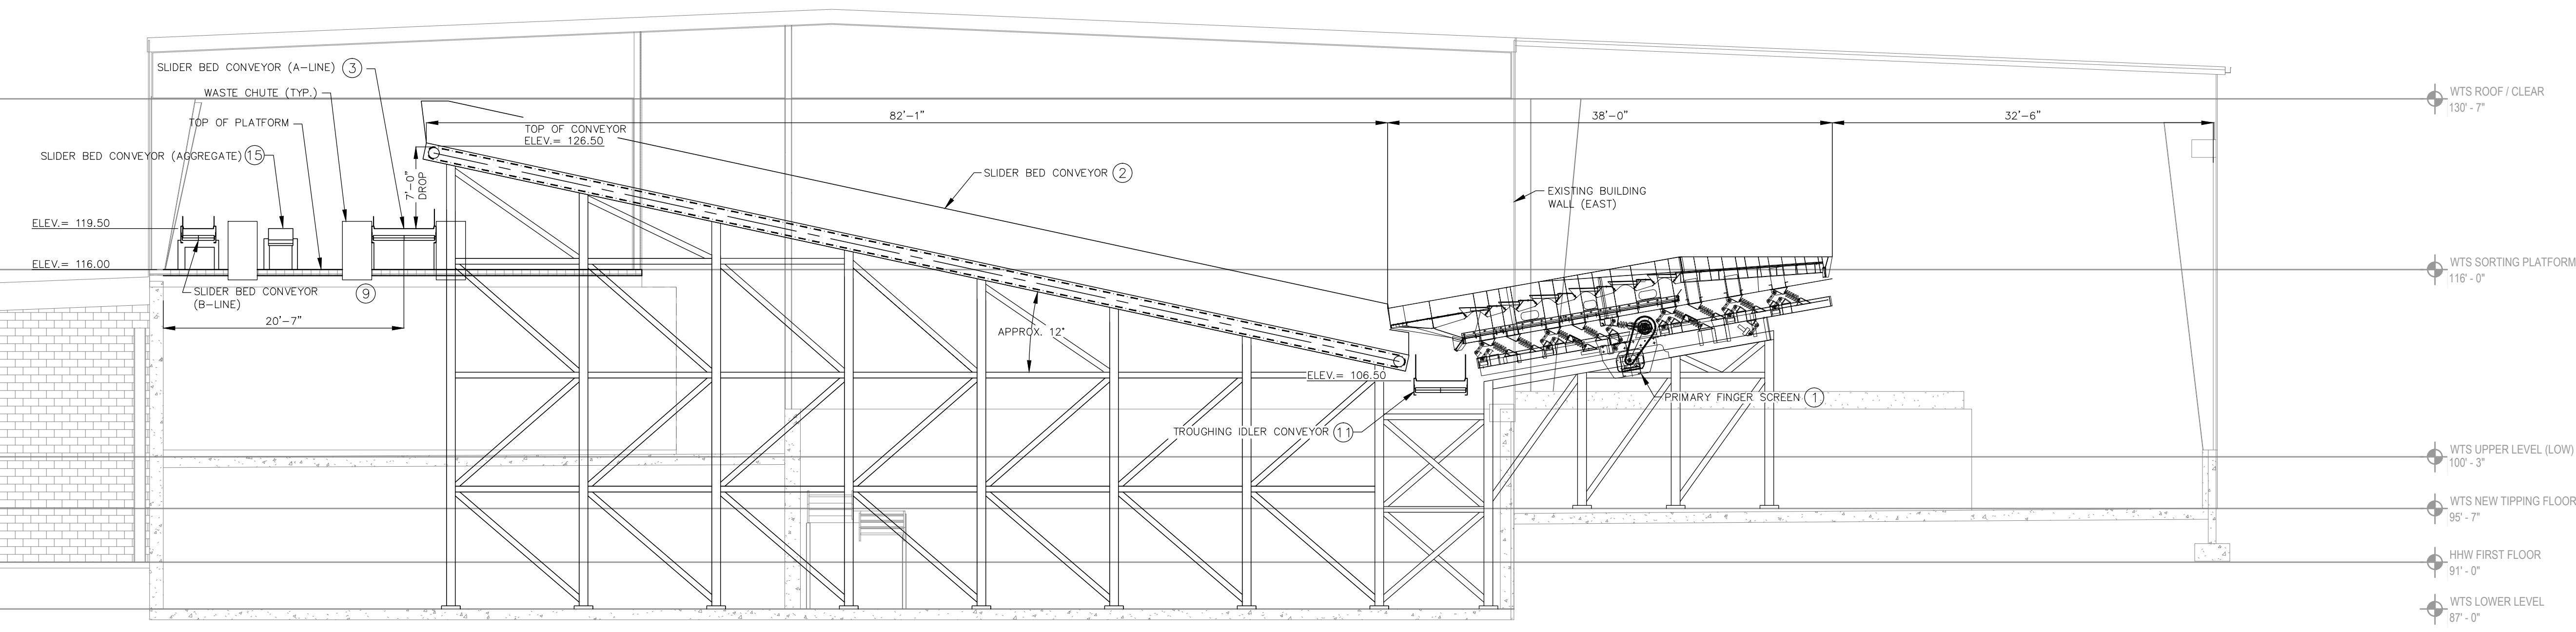 SLIDER BED CONVEYOR (A-LINE) 3
WASTE CHUTE (TYP.)
TOP OF PLATFORM
SLIDER BED CONVEYOR (AGGREGATE) 15
ELEV.= 119.50
ELEV.= 116.00
SLIDER BED CONVEYOR
(B-LINE)
9
20'-7"
7'-0"
DROP
TOP OF CONVEYOR
ELEV.= 126.50
82'-1"
38'-0"
32'-6"
SLIDER BED CONVEYOR 2
EXISTING BUILDING
WALL (EAST)
APPROX. 12°
ELEV.= 106.50
TROUGHING IDLER CONVEYOR 11
PRIMARY FINGER SCREEN 1
WTS ROOF / CLEAR
130' - 7"
WTS SORTING PLATFORM
116' - 0"
WTS UPPER LEVEL (LOW)
100' - 3"
WTS NEW TIPPING FLOOR
95' - 7"
HHW FIRST FLOOR
91' - 0"
WTS LOWER LEVEL
87' - 0"